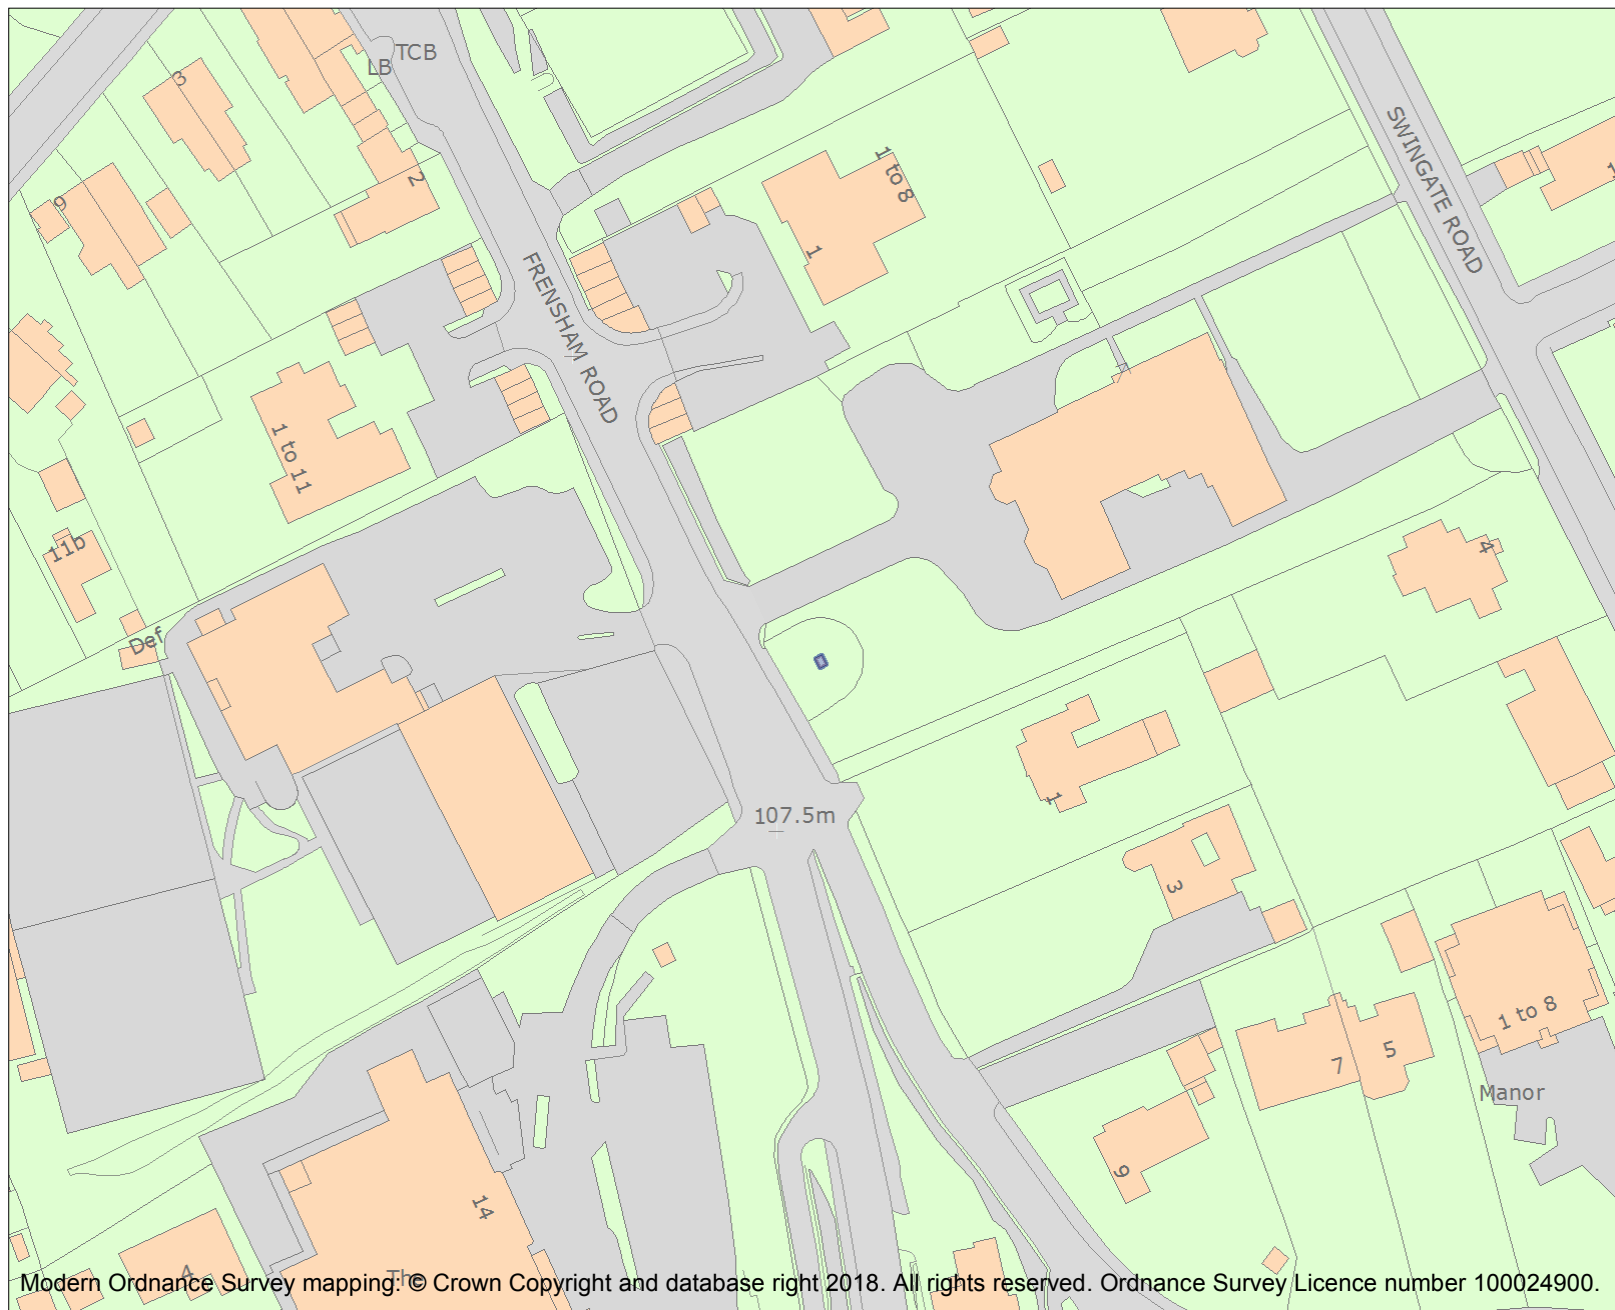 TCB
LB
3
2
9
1 to 8
1
SWINGATE ROAD
FRENSHAM ROAD
1 to 11
11b
Def
4
1
107.5m
3
1 to 8
7
5
Manor
9
14
4
The
Modern Ordnance Survey mapping: © Crown Copyright and database right 2018. All rights reserved. Ordnance Survey Licence number 100024900.